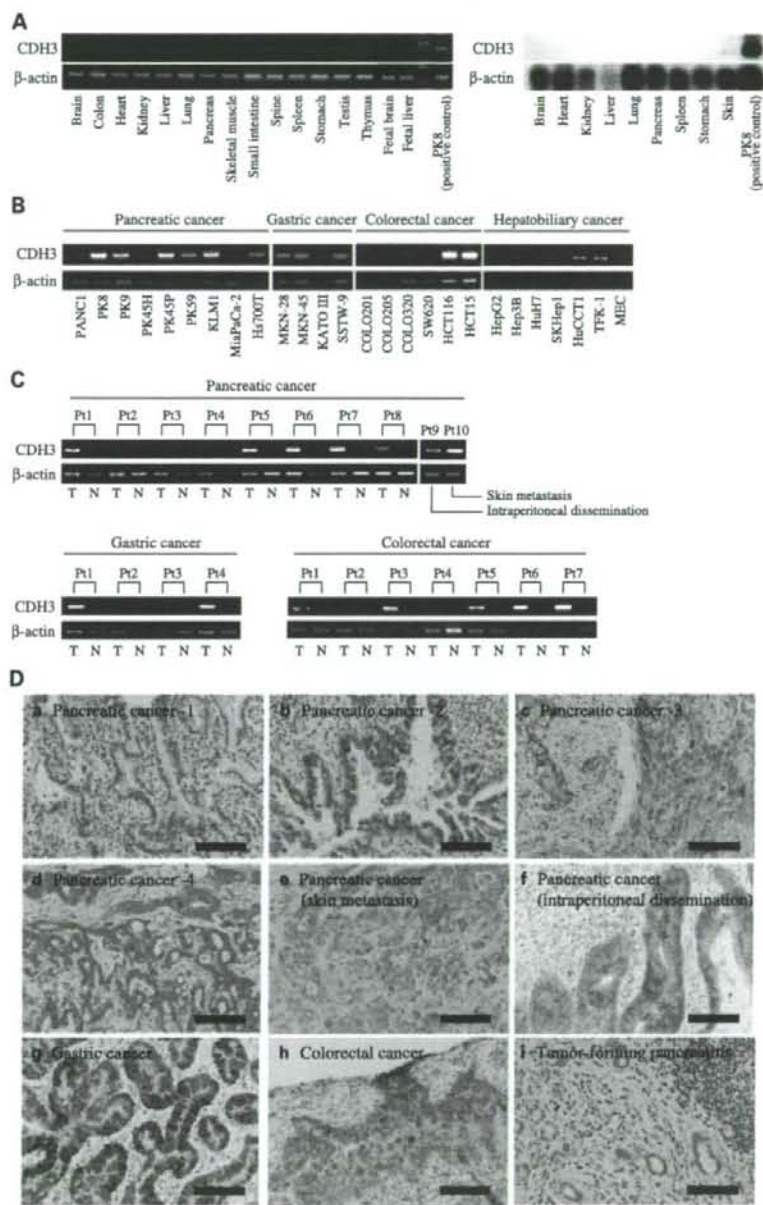 A
CDH3
β-actin
Brain
Colon
Heart
Kidney
Liver
Lung
Pancreas
Skeletal muscle
Small intestine
Spine
Spleen
Stomach
Testis
Thymus
Fetal brain
Fetal liver
PK8
(positive control)
CDH3
β-actin
Brain
Heart
Kidney
Liver
Lung
Pancreas
Spleen
Stomach
Skin
PK8
(positive control)
B
Pancreatic cancer Gastric cancer Colorectal cancer Hepatobiliary cancer
CDH3
β-actin
PANC1
PK8
PK9
PK45H
PK45P
PK59
KLM1
MiaPaCa-2
Hs700T
MKN-28
MKN-45
KATO III
SSTW-9
COLO201
COLO205
COLO320
SW620
HCT116
HCT15
HepG2
Hep3B
HuH7
SKHep1
HuCCT1
TFK-1
MEC
C
Pancreatic cancer
Pt1 Pt2 Pt3 Pt4 Pt5 Pt6 Pt7 Pt8 Pt9 Pt10
CDH3
β-actin
T N T N T N T N T N T N T N T N
Skin metastasis
Intraperitoneal dissemination
Gastric cancer
Pt1 Pt2 Pt3 Pt4
CDH3
β-actin
T N T N T N T N
Colorectal cancer
Pt1 Pt2 Pt3 Pt4 Pt5 Pt6 Pt7
T N T N T N T N T N T N T N
D
a Pancreatic cancer -1
b Pancreatic cancer -2
c Pancreatic cancer -3
d Pancreatic cancer -4
e Pancreatic cancer
(skin metastasis)
f Pancreatic cancer
(intraperitoneal dissemination)
g Gastric cancer
h Colorectal cancer
i Tumor-forming pancreatitis